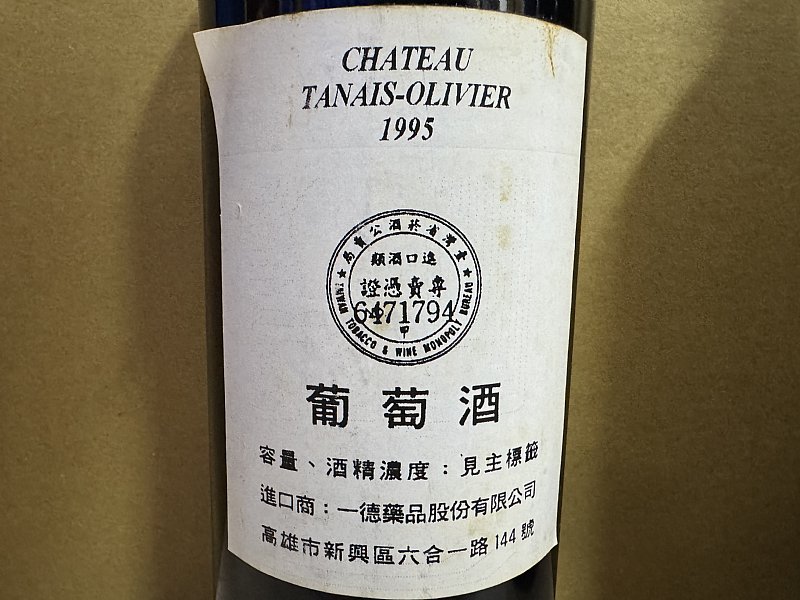 CHATEAU
TANAIS-OLIVIER
1995
臺灣省菸酒公賣局
進口酒類
專賣憑證
6471794
甲
TAIWAN TOBACCO & WINE MONOPOLY BUREAU
葡萄酒
容量、酒精濃度：見主標籤
進口商：一德藥品股份有限公司
高雄市新興區六合一路144號